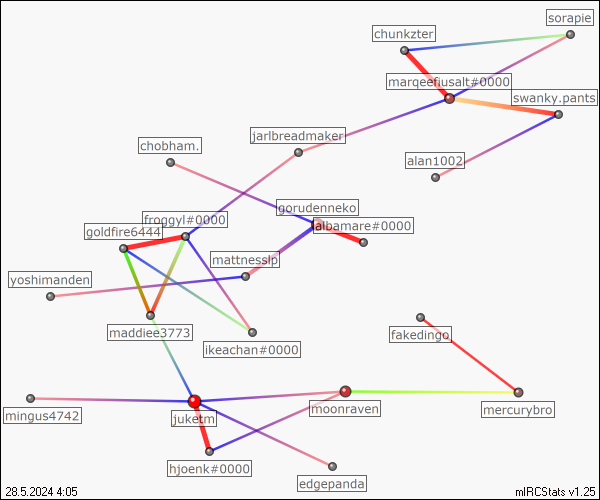 sorapie
chunkzter
marqeefiusalt#0000
swanky.pants
jarlbreadmaker
chobham.
alan1002
gorudenneko
froggyl#0000
albamare#0000
goldfire6444
mattnesslp
yoshimanden
maddiee3773
fakedingo
ikeachan#0000
mingus4742
juketm
moonraven
mercurybro
hjoenk#0000
edgepanda
28.5.2024 4:05
mIRCStats v1.25